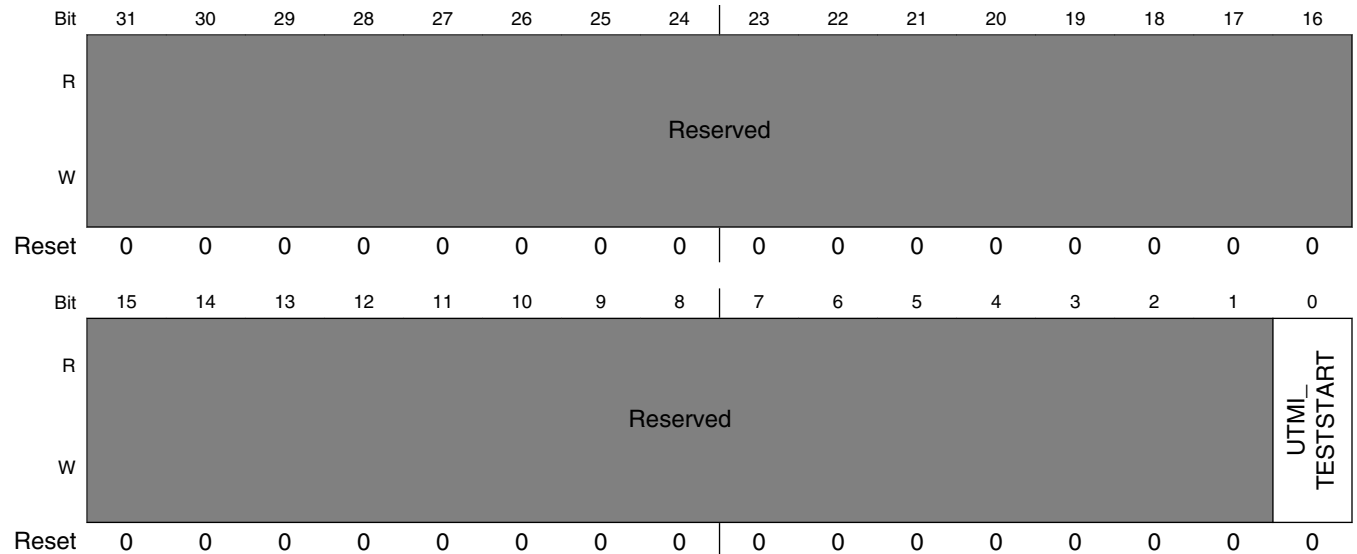 Bit 31 30 29 28 27 26 25 24 23 22 21 20 19 18 17 16
R
Reserved
W
Reset 0 0 0 0 0 0 0 0 0 0 0 0 0 0 0 0
Bit 15 14 13 12 11 10 9 8 7 6 5 4 3 2 1 0
R
Reserved
UTMI_
TESTSTART
W
Reset 0 0 0 0 0 0 0 0 0 0 0 0 0 0 0 0